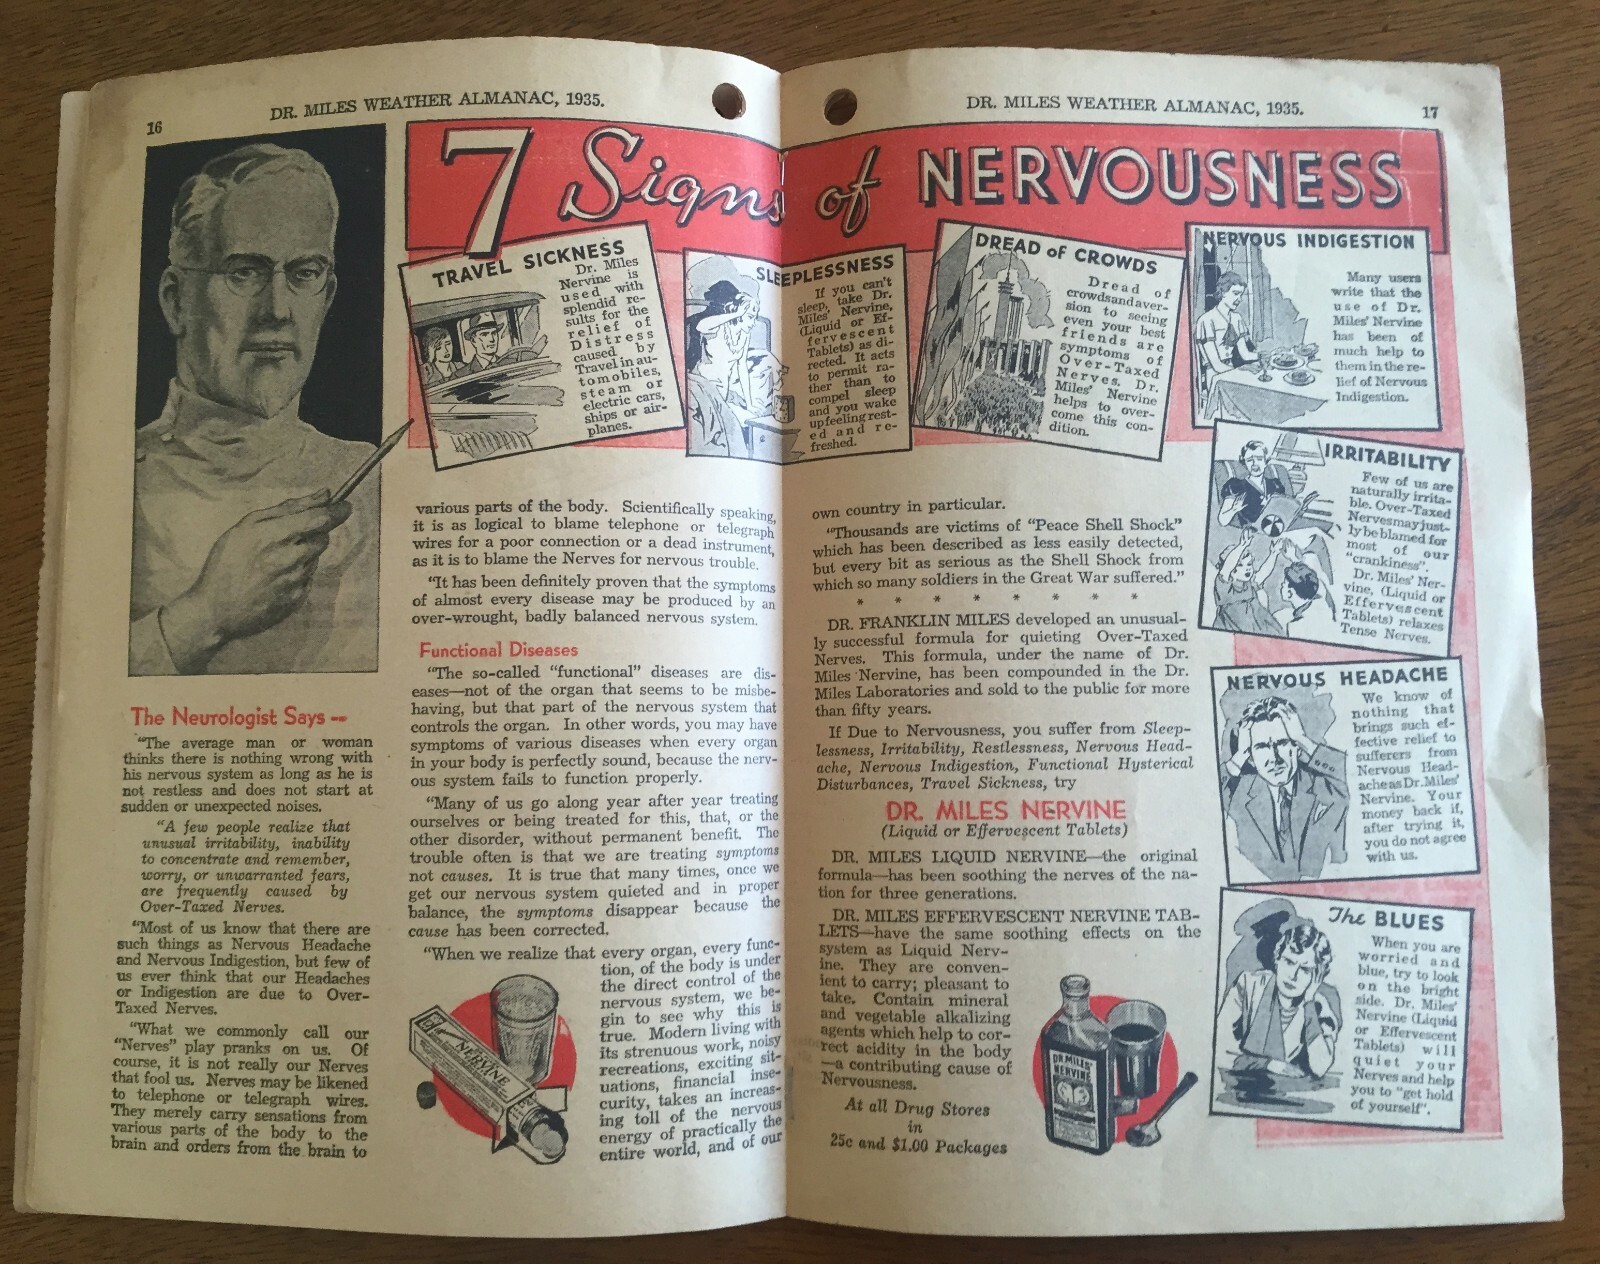 16
DR. MILES WEATHER ALMANAC, 1935.
DR. MILES WEATHER ALMANAC, 1935.
17
7 Signs of NERVOUSNESS
TRAVEL SICKNESS
Dr. Miles
Nervine is
used with
splendid re-
sults for the
relief of
Distress
caused by
Travel in au-
tomobiles,
steam or
electric cars,
ships or air-
planes.
SLEEPLESSNESS
If you can't
sleep, take Dr.
Miles' Nervine,
(Liquid or Ef-
fervescent
Tablets) as di-
rected. It acts
to permit ra-
ther than to
compel sleep
and you wake
up feeling rest-
ed and re-
freshed.
DREAD of CROWDS
Dread of
crowds and aver-
sion to seeing
even your best
friends are
symptoms of
Over-Taxed
Nerves. Dr.
Miles' Nervine
helps to over-
come this con-
dition.
NERVOUS INDIGESTION
Many users
write that the
use of Dr.
Miles' Nervine
has been of
much help to
them in the re-
lief of Nervous
Indigestion.
IRRITABILITY
Few of us are
naturally irrita-
ble. Over-Taxed
Nerves may just-
ly be blamed for
most of our
"crankiness".
Dr. Miles' Ner-
vine, (Liquid or
Effervescent
Tablets) relaxes
Tense Nerves.
NERVOUS HEADACHE
We know of
nothing that
brings such ef-
fective relief to
sufferers from
Nervous Head-
ache as Dr. Miles'
Nervine. Your
money back if,
after trying it,
you do not agree
with us.
The BLUES
When you are
worried and
blue, try to look
on the bright
side. Dr. Miles'
Nervine (Liquid
or Effervescent
Tablets) will
quiet your
Nerves and help
you to "get hold
of yourself".
The Neurologist Says --
"The average man or woman
thinks there is nothing wrong with
his nervous system as long as he is
not restless and does not start at
sudden or unexpected noises.
"A few people realize that
unusual irritability, inability
to concentrate and remember,
worry, or unwarranted fears,
are frequently caused by
Over-Taxed Nerves.
"Most of us know that there are
such things as Nervous Headache
and Nervous Indigestion, but few of
us ever think that our Headaches
or Indigestion are due to Over-
Taxed Nerves.
"What we commonly call our
"Nerves" play pranks on us. Of
course, it is not really our Nerves
that fool us. Nerves may be likened
to telephone or telegraph wires.
They merely carry sensations from
various parts of the body to the
brain and orders from the brain to
various parts of the body. Scientifically speaking,
it is as logical to blame telephone or telegraph
wires for a poor connection or a dead instrument,
as it is to blame the Nerves for nervous trouble.
"It has been definitely proven that the symptoms
of almost every disease may be produced by an
over-wrought, badly balanced nervous system.
Functional Diseases
"The so-called "functional" diseases are dis-
eases—not of the organ that seems to be misbe-
having, but that part of the nervous system that
controls the organ. In other words, you may have
symptoms of various diseases when every organ
in your body is perfectly sound, because the nerv-
ous system fails to function properly.
"Many of us go along year after year treating
ourselves or being treated for this, that, or the
other disorder, without permanent benefit. The
trouble often is that we are treating symptoms
not causes. It is true that many times, once we
get our nervous system quieted and in proper
balance, the symptoms disappear because the
cause has been corrected.
"When we realize that every organ, every func-
tion, of the body is under
the direct control of the
nervous system, we be-
gin to see why this is
true. Modern living with
its strenuous work, noisy
recreations, exciting sit-
uations, financial inse-
curity, takes an increas-
ing toll of the nervous
energy of practically the
entire world, and of our
NERVINE
own country in particular.
"Thousands are victims of "Peace Shell Shock"
which has been described as less easily detected,
but every bit as serious as the Shell Shock from
which so many soldiers in the Great War suffered."
* * * * * * * *
DR. FRANKLIN MILES developed an unusual-
ly successful formula for quieting Over-Taxed
Nerves. This formula, under the name of Dr.
Miles Nervine, has been compounded in the Dr.
Miles Laboratories and sold to the public for more
than fifty years.
If Due to Nervousness, you suffer from Sleep-
lessness, Irritability, Restlessness, Nervous Head-
ache, Nervous Indigestion, Functional Hysterical
Disturbances, Travel Sickness, try
DR. MILES NERVINE
(Liquid or Effervescent Tablets)
DR. MILES LIQUID NERVINE—the original
formula—has been soothing the nerves of the na-
tion for three generations.
DR. MILES EFFERVESCENT NERVINE TAB-
LETS—have the same soothing effects on the
system as Liquid Nerv-
ine. They are conven-
ient to carry; pleasant to
take. Contain mineral
and vegetable alkalizing
agents which help to cor-
rect acidity in the body
—a contributing cause of
Nervousness.
At all Drug Stores
in
25c and $1.00 Packages
DR. MILES'
NERVINE